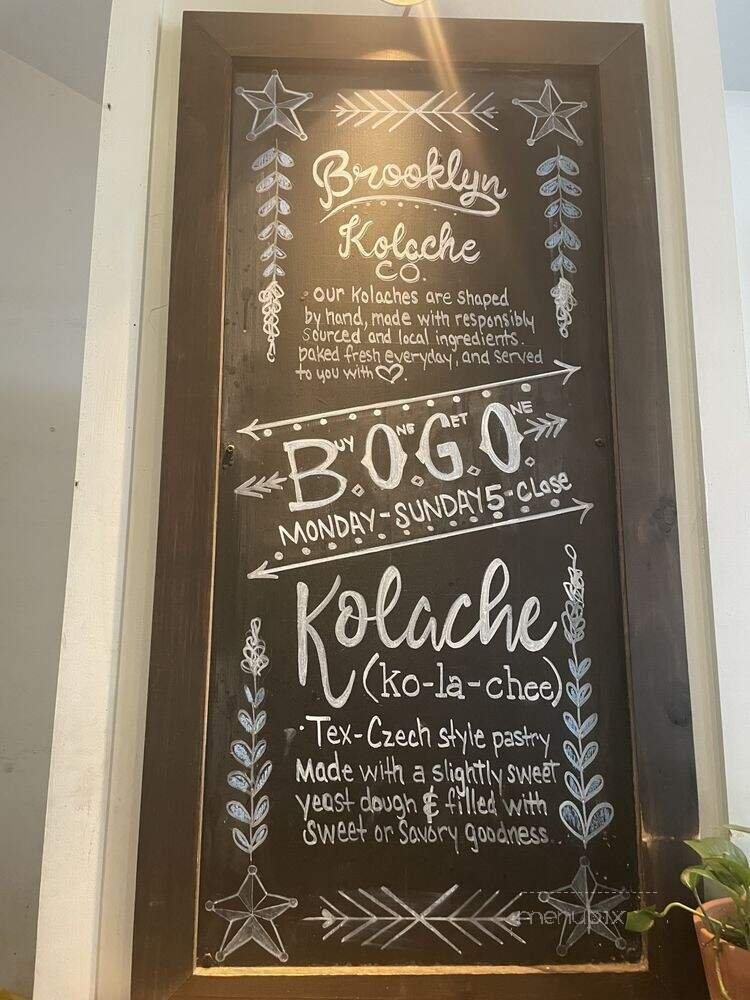 Brooklyn
Kolache
CO.
. our Kolaches are shaped
by hand, made with responsibly
sourced and local ingredients.
baked fresh everyday, and served
to you with ♡.
BUY. ONE. GET. ONE
MONDAY-SUNDAY 5-Close
Kolache
(ko-la-chee)
· Tex-Czech style pastry
Made with a slightly sweet
yeast dough & filled with
sweet or savory goodness.
menupix